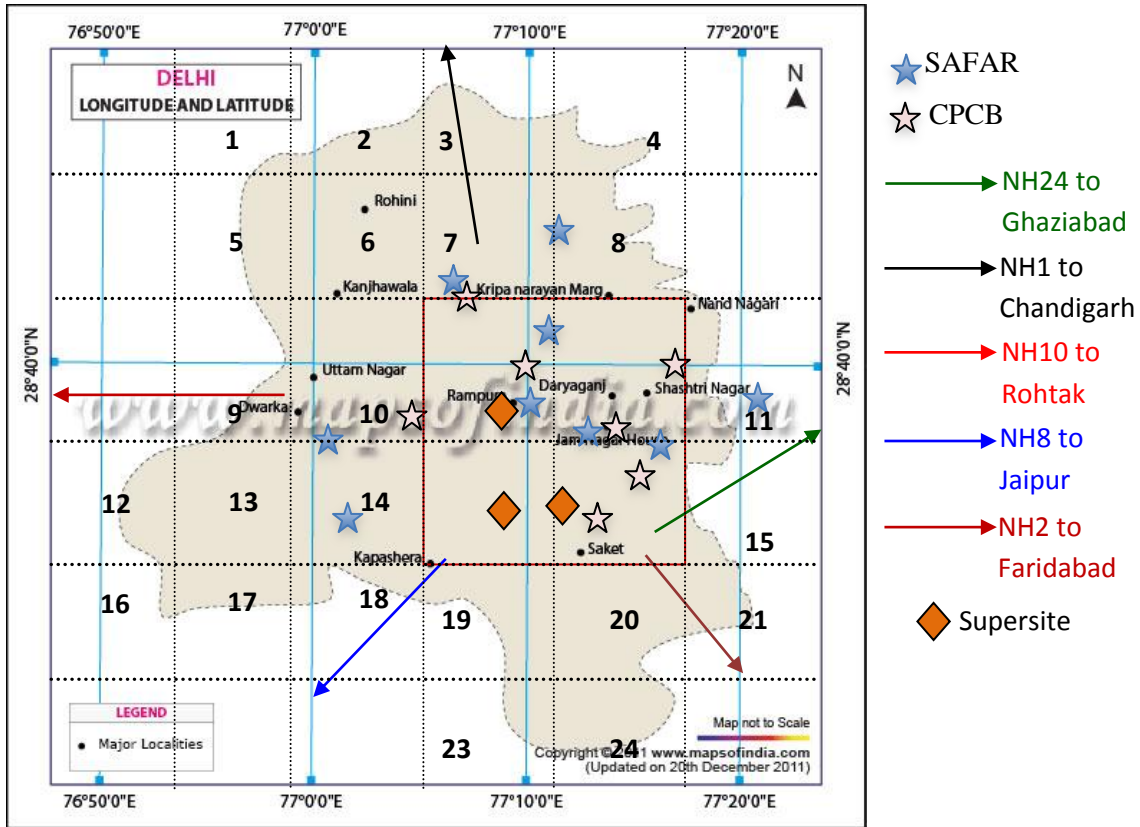 76°50'0"E
77°0'0"E
77°10'0"E
77°20'0"E
DELHI
LONGITUDE AND LATITUDE
N
1
2
3
4
Rohini
5
6
7
8
Kanjhawala
Kripa narayan Marg
Nand Nagari
28°40'0"N
28°40'0"N
Uttam Nagar
Daryaganj
Shashtri Nagar
Rampur
Dwarka
www.mapsofindia.com
9
10
11
Jam Nagar House
12
13
14
15
Saket
Kapashera
16
17
18
19
20
21
LEGEND
Major Localities
Map not to Scale
23
24
Copyright © 2011 www.mapsofindia.com
(Updated on 20th December 2011)
76°50'0"E
77°0'0"E
77°10'0"E
77°20'0"E
SAFAR
CPCB
NH24 to
Ghaziabad
NH1 to
Chandigarh
NH10 to
Rohtak
NH8 to
Jaipur
NH2 to
Faridabad
Supersite